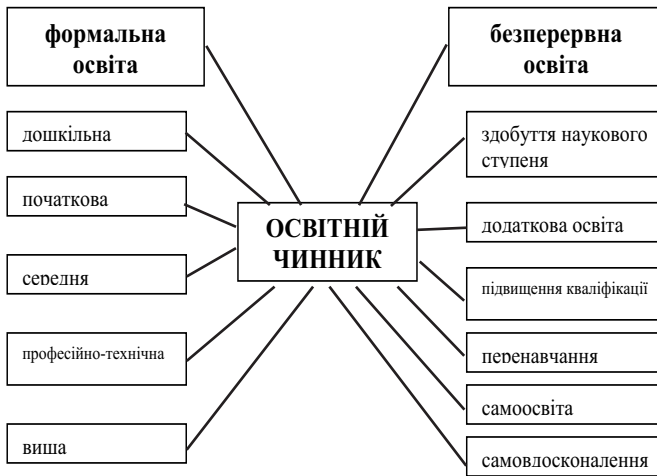 формальна
освіта
безперервна
освіта
дошкільна
початкова
середня
професійно-технічна
вища
ОСВІТНІЙ
ЧИННИК
здобуття наукового
ступеня
додаткова освіта
підвищення кваліфікації
перенавчання
самоосвіта
самовдосконалення